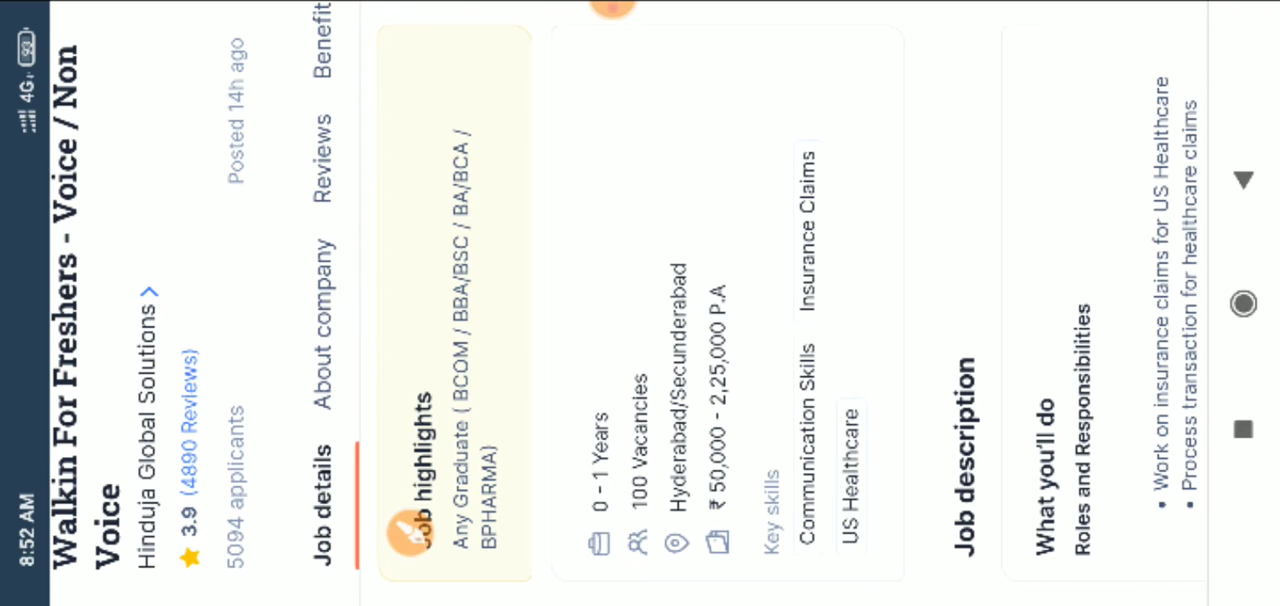 8:52 AM 4G 93
Walkin For Freshers - Voice / Non
Voice
Hinduja Global Solutions
3.9 (4890 Reviews)
5094 applicants Posted 14h ago
Job details About company Reviews Benefit
Job highlights
Any Graduate ( BCOM / BBA/BSC / BA/BCA /
BPHARMA)
0 - 1 Years
100 Vacancies
Hyderabad/Secunderabad
₹ 50,000 - 2,25,000 P.A
Key skills
Communication Skills Insurance Claims
US Healthcare
Job description
What you'll do
Roles and Responsibilities
• Work on insurance claims for US Healthcare
• Process transaction for healthcare claims